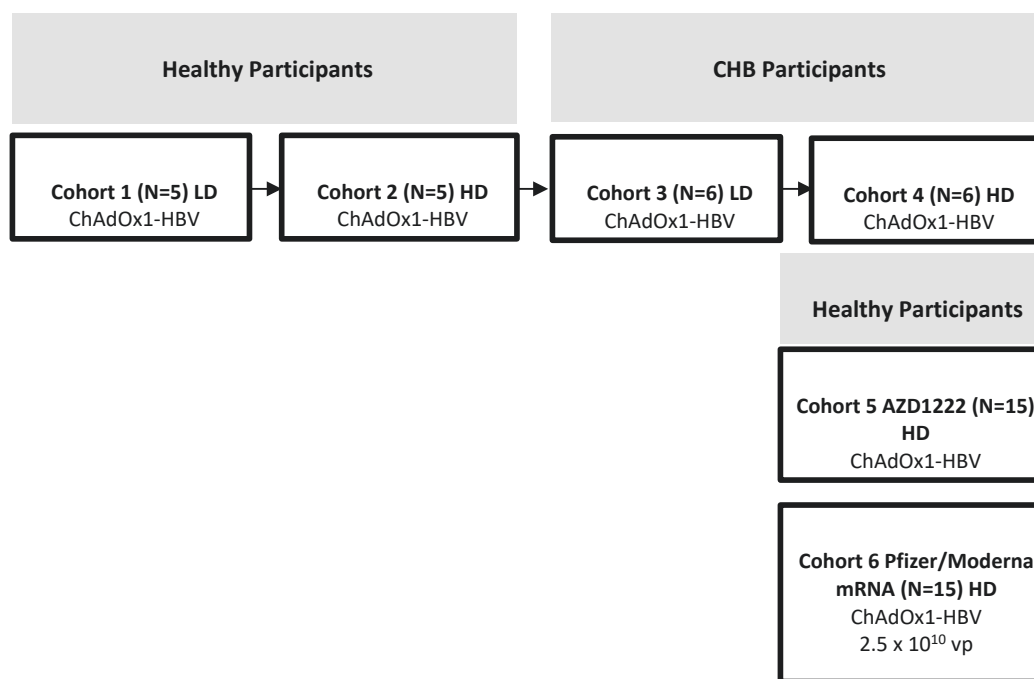 Healthy Participants
CHB Participants
Cohort 1 (N=5) LD
ChAdOx1-HBV
Cohort 2 (N=5) HD
ChAdOx1-HBV
Cohort 3 (N=6) LD
ChAdOx1-HBV
Cohort 4 (N=6) HD
ChAdOx1-HBV
Healthy Participants
Cohort 5 AZD1222 (N=15)
HD
ChAdOx1-HBV
Cohort 6 Pfizer/Moderna
mRNA (N=15) HD
ChAdOx1-HBV
2.5 x 10¹⁰ vp